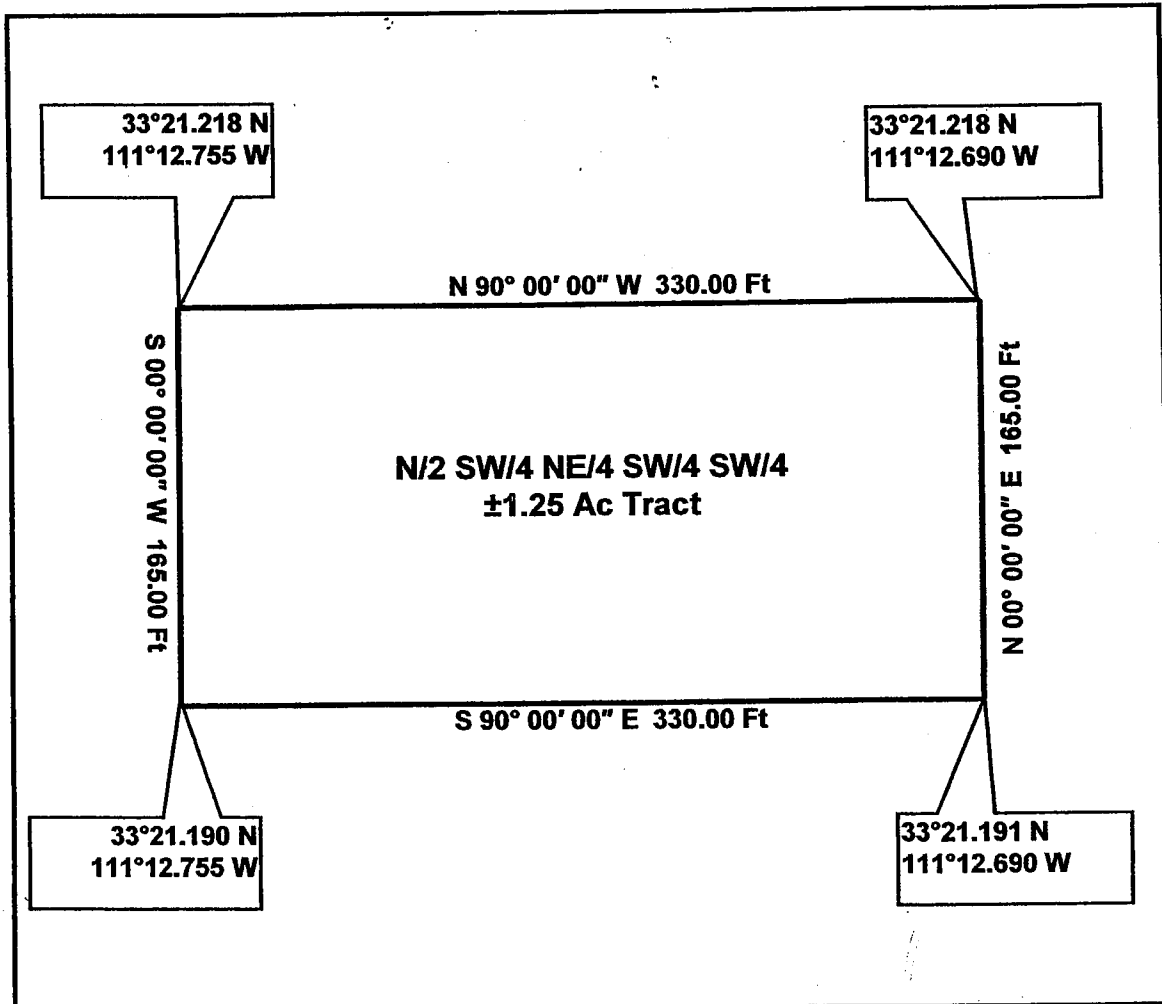 33°21.218 N
111°12.755 W
33°21.218 N
111°12.690 W
N 90° 00' 00" W 330.00 Ft
S 00° 00' 00" W 165.00 Ft
N 00° 00' 00" E 165.00 Ft
N/2 SW/4 NE/4 SW/4 SW/4
±1.25 Ac Tract
S 90° 00' 00" E 330.00 Ft
33°21.190 N
111°12.755 W
33°21.191 N
111°12.690 W